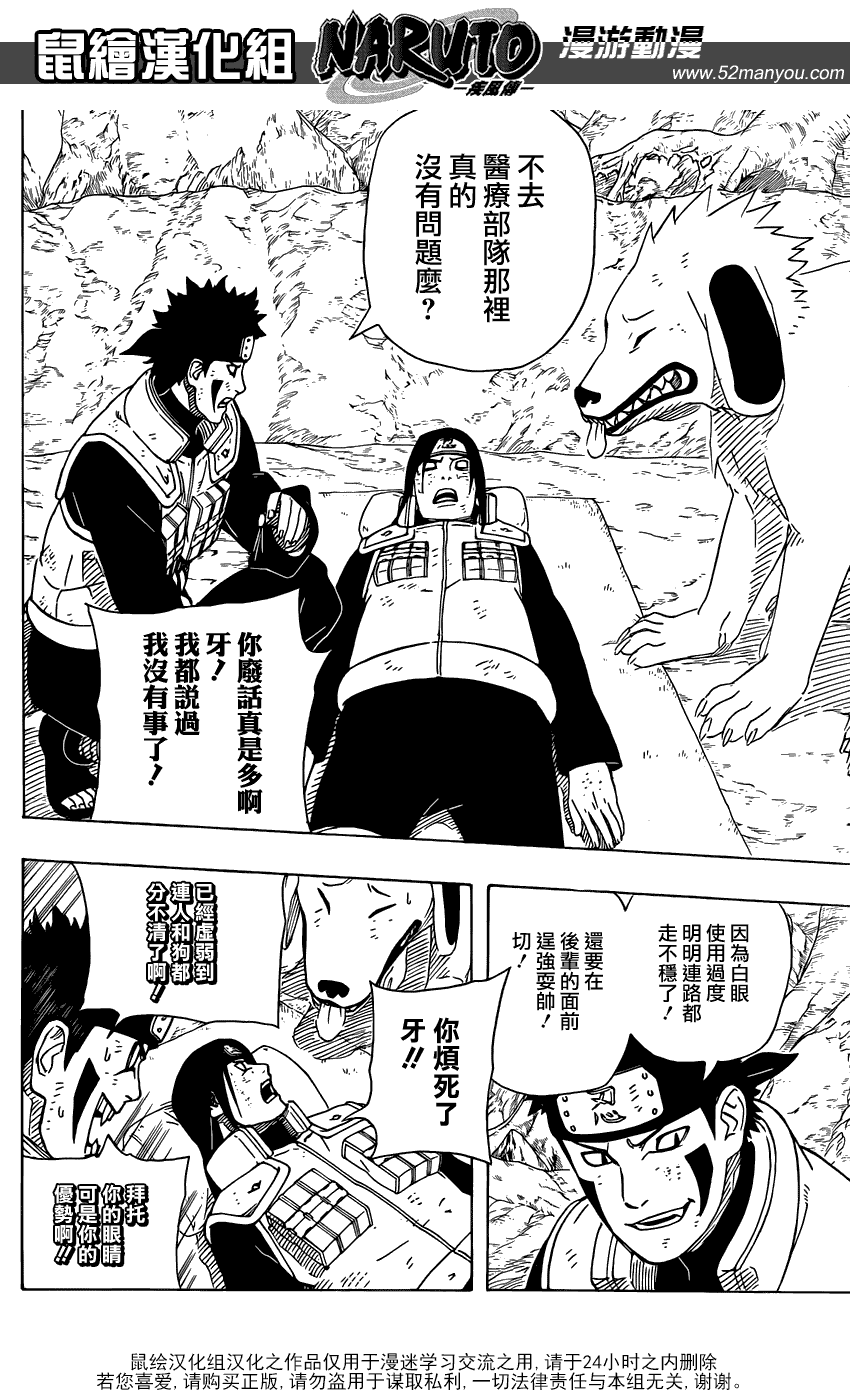 鼠繪漢化組
NARUTO
-疾風傳-
漫游動漫
www.52manyou.com
不去
醫療部隊那裡
真的
沒有問題麼?
你廢話真是多啊
牙!
我都說過
我沒有事了!
因為白眼
使用過度
明明連路都
走不穩了!
還要在
後輩的面前
逞強耍帥!
切!
你煩死了
牙!!
已經虛弱到
連人和狗都
分不清了啊!
拜托
你的眼睛
可是你的
優勢啊!!
鼠绘汉化组汉化之作品仅用于漫迷学习交流之用,请于24小时之内删除
若您喜爱,请购买正版,请勿盗用于谋取私利,一切法律责任与本组无关,谢谢。